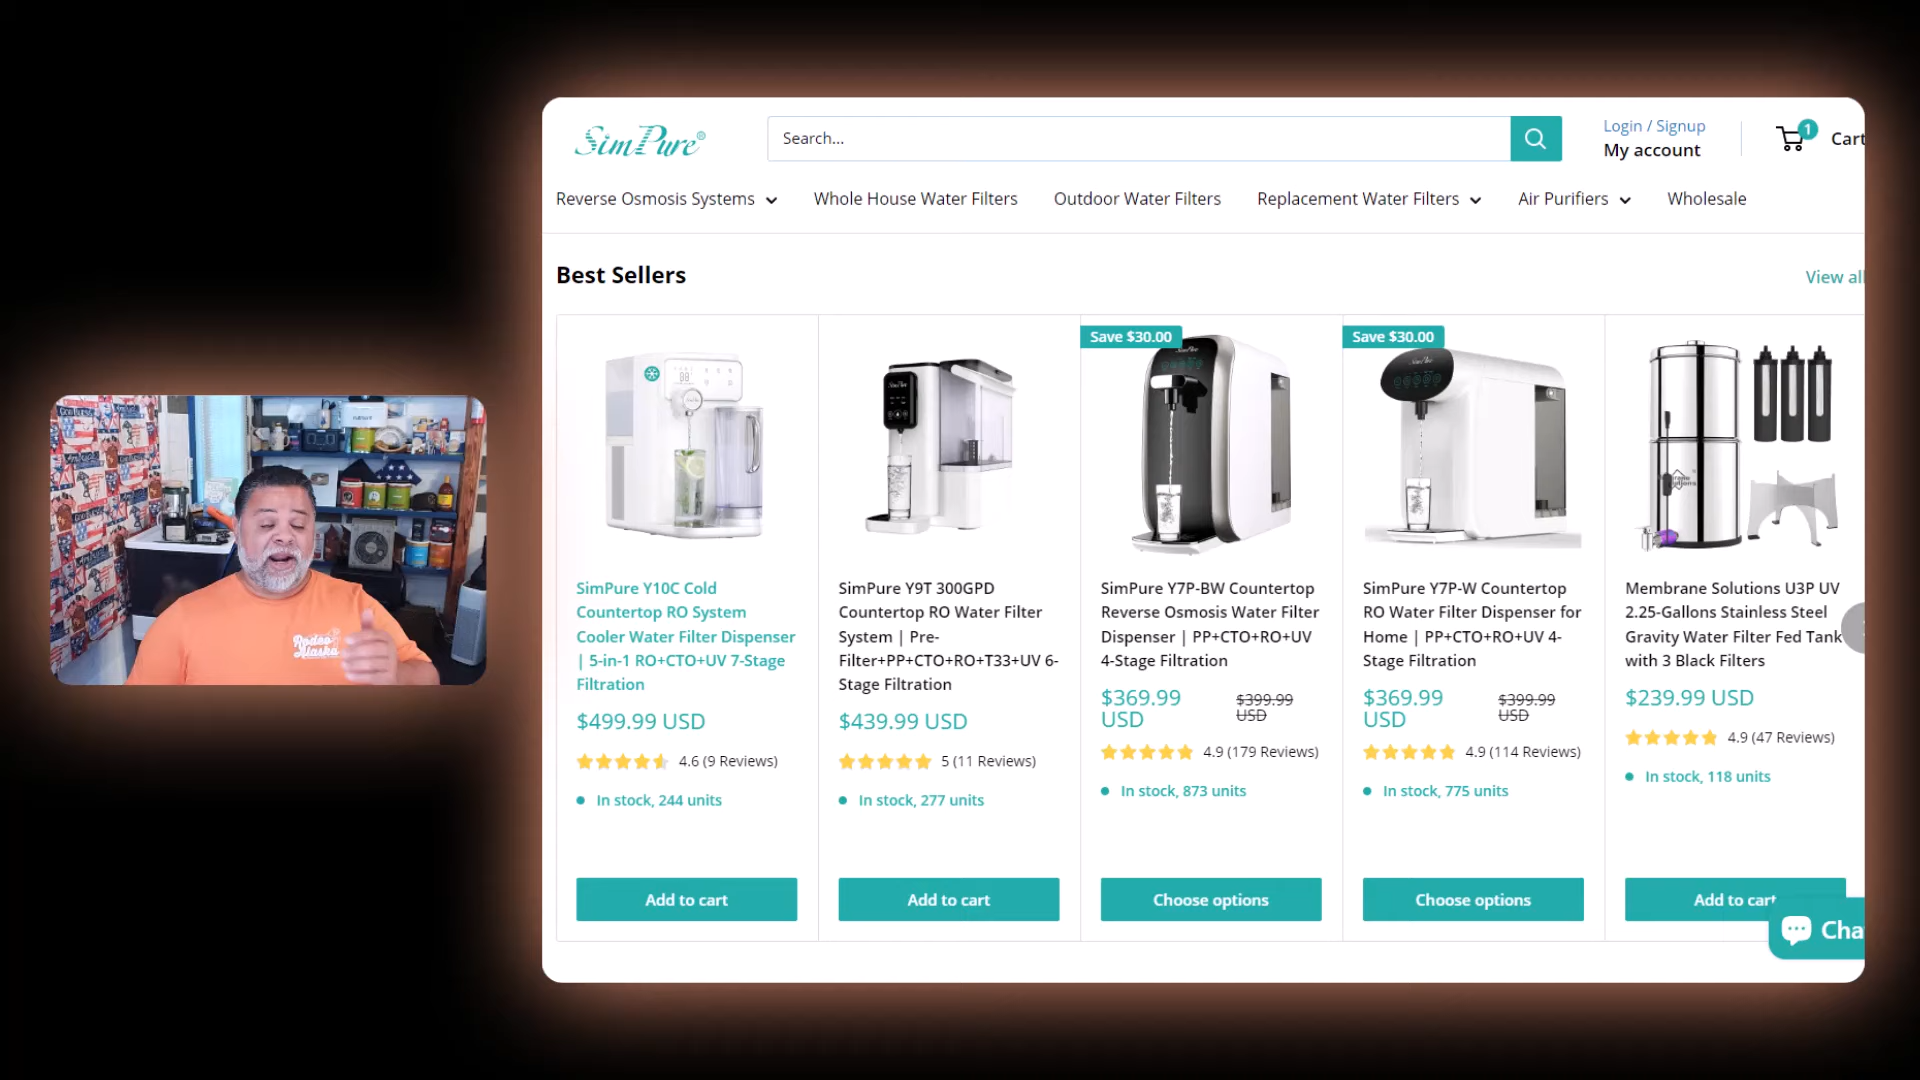 SimPure®
Search...
Login / Signup
My account
1
Cart
Reverse Osmosis Systems
Whole House Water Filters
Outdoor Water Filters
Replacement Water Filters
Air Purifiers
Wholesale
Best Sellers
View all
SimPure Y10C Cold
Countertop RO System
Cooler Water Filter Dispenser
| 5-in-1 RO+CTO+UV 7-Stage
Filtration
$499.99 USD
4.6 (9 Reviews)
In stock, 244 units
Add to cart
SimPure Y9T 300GPD
Countertop RO Water Filter
System | Pre-
Filter+PP+CTO+RO+T33+UV 6-
Stage Filtration
$439.99 USD
5 (11 Reviews)
In stock, 277 units
Add to cart
Save $30.00
SimPure Y7P-BW Countertop
Reverse Osmosis Water Filter
Dispenser | PP+CTO+RO+UV
4-Stage Filtration
$369.99
USD
$399.99
USD
4.9 (179 Reviews)
In stock, 873 units
Choose options
Save $30.00
SimPure Y7P-W Countertop
RO Water Filter Dispenser for
Home | PP+CTO+RO+UV 4-
Stage Filtration
$369.99
USD
$399.99
USD
4.9 (114 Reviews)
In stock, 775 units
Choose options
Membrane Solutions U3P UV
2.25-Gallons Stainless Steel
Gravity Water Filter Fed Tank
with 3 Black Filters
$239.99 USD
4.9 (47 Reviews)
In stock, 118 units
Add to cart
Cha
Rodeo
Alaska